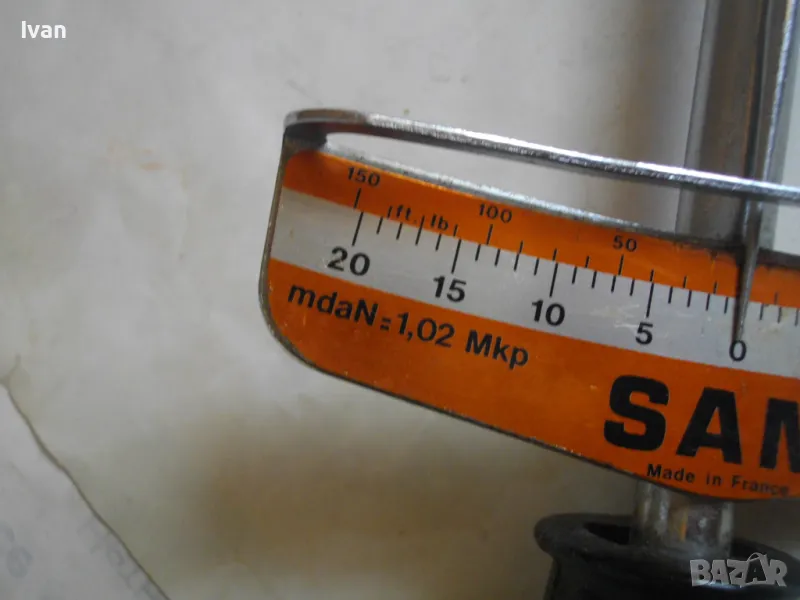 Ivan
150 100 50
ft. lb
20 15 10 5 0
mdaN = 1,02 Mkp
SAM
Made in France
BAZAR